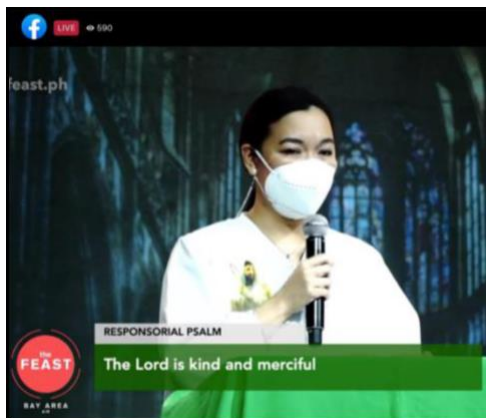 LIVE 590
feast.ph
RESPONSORIAL PSALM
The Lord is kind and merciful
the
FEAST
BAY AREA